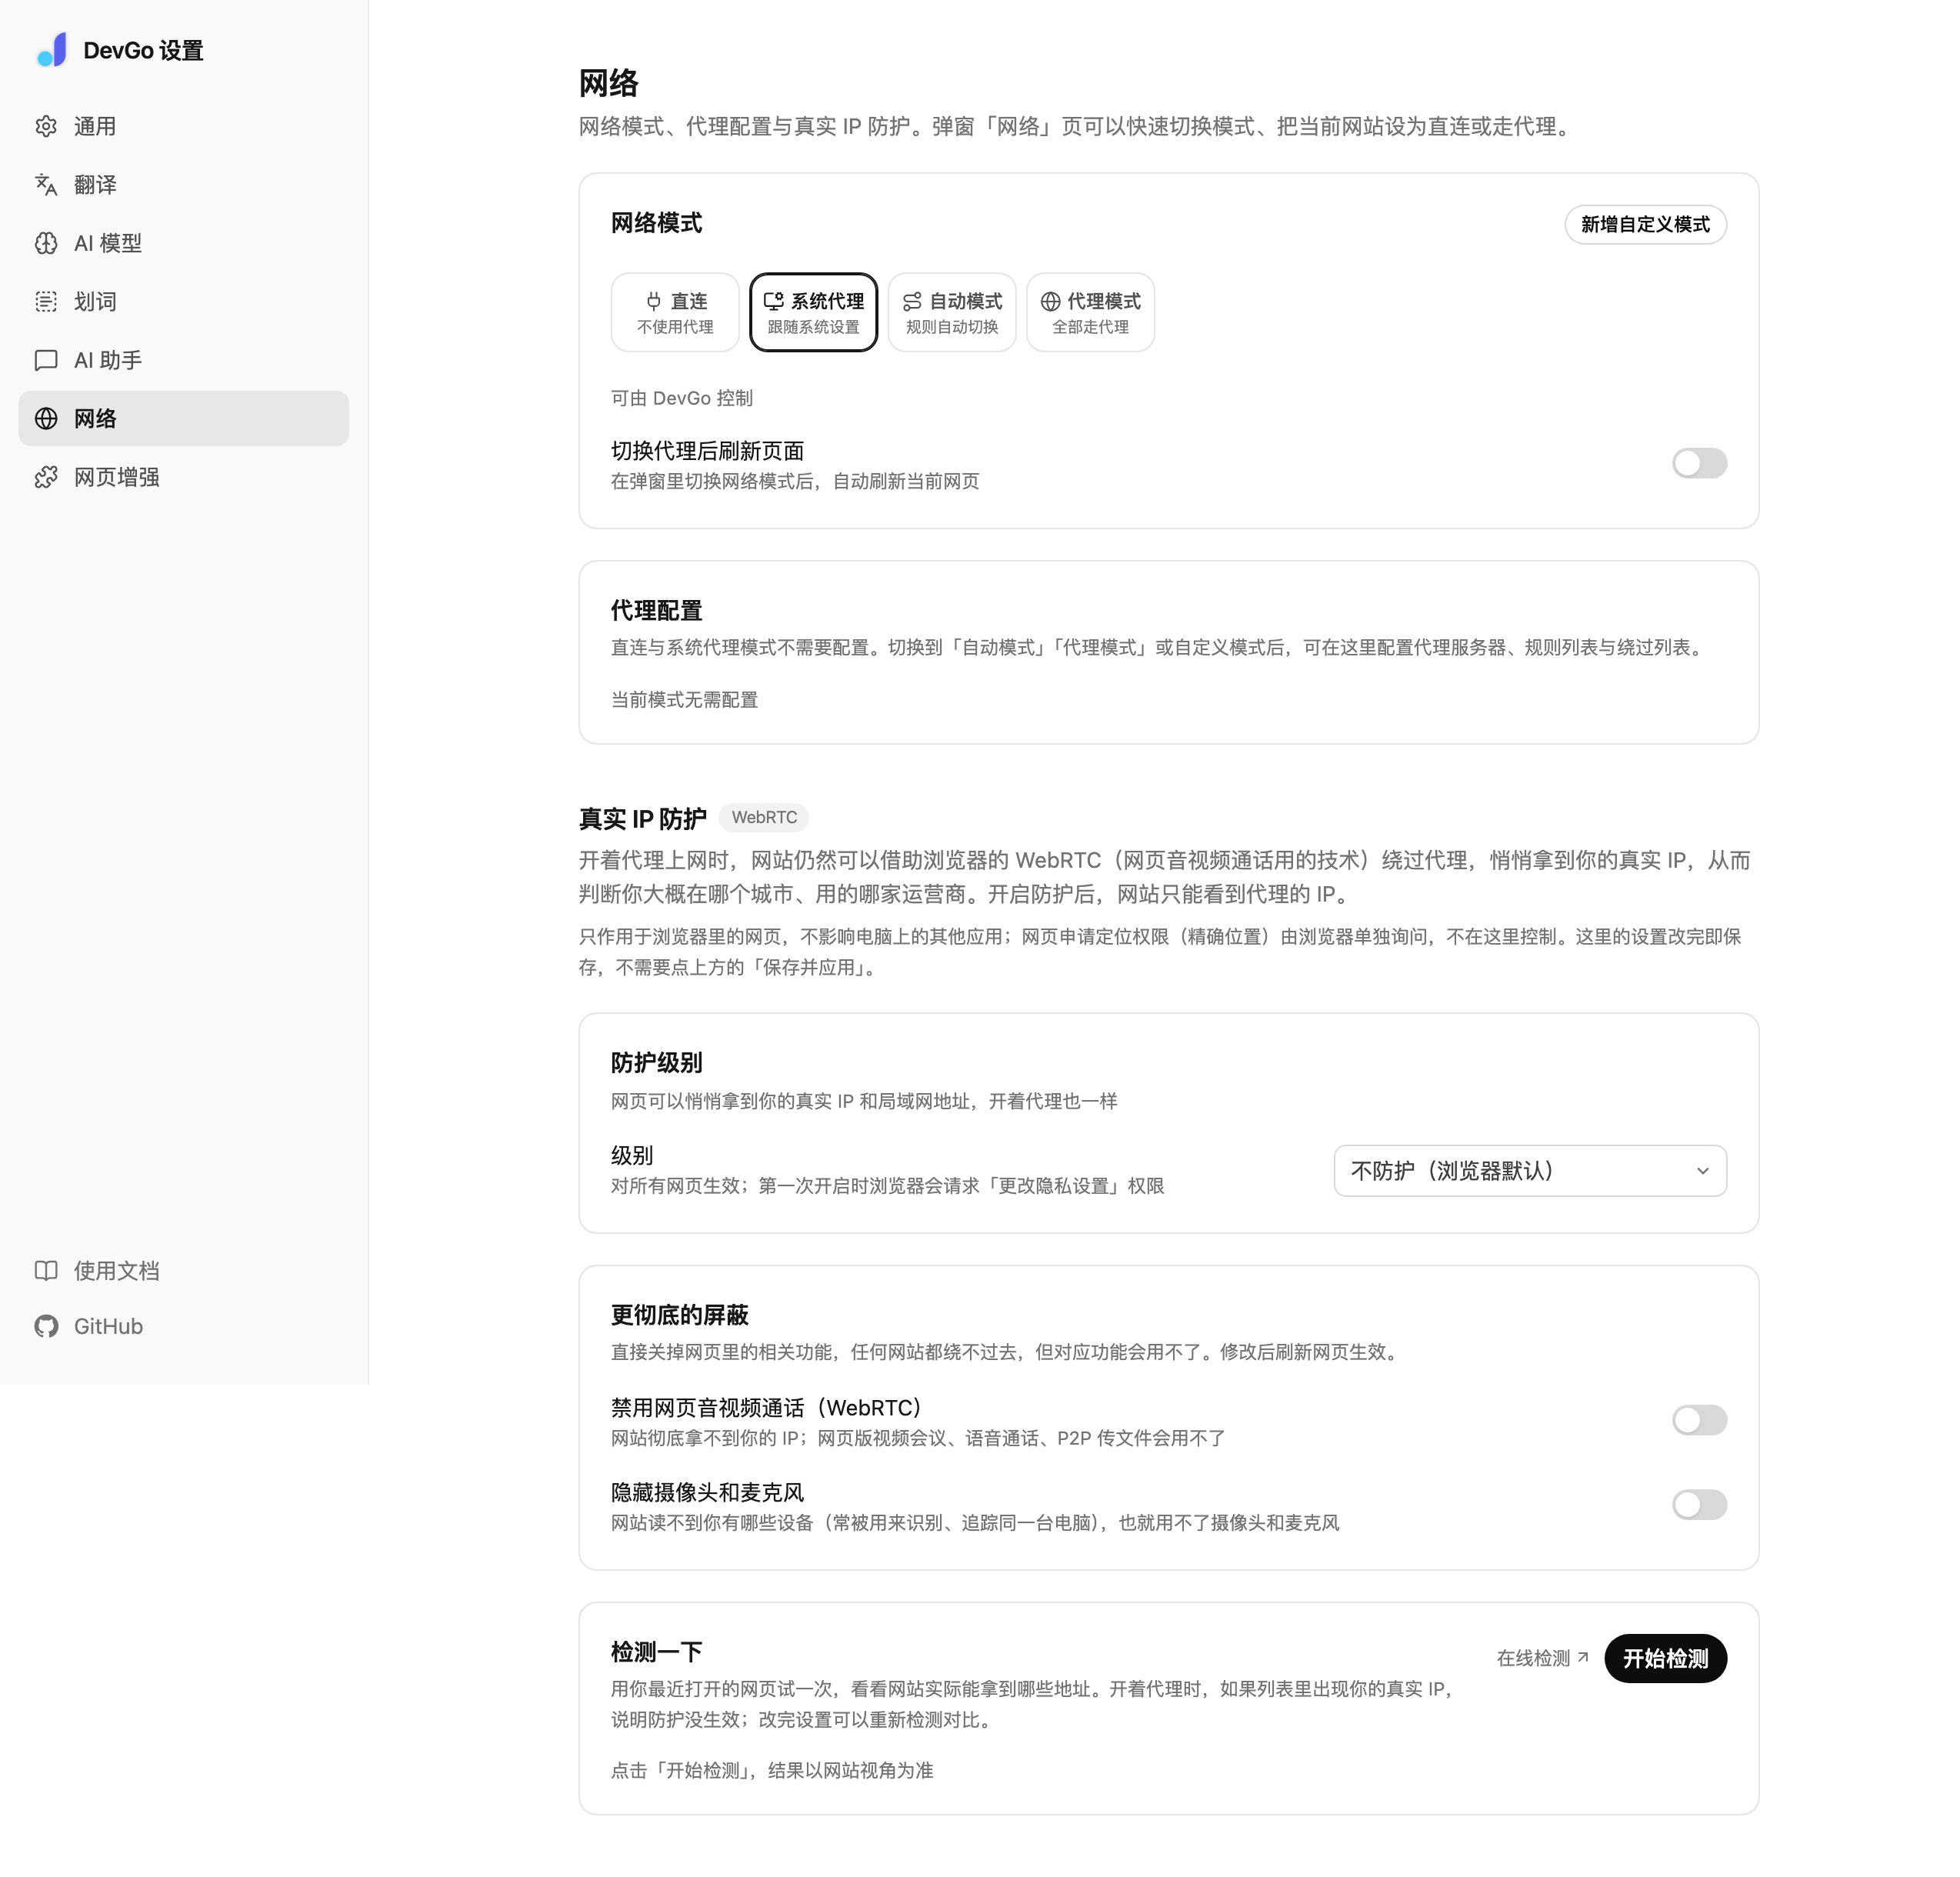 DevGo 设置
通用
翻译
AI 模型
划词
AI 助手
网络
网页增强
使用文档
GitHub
网络
网络模式、代理配置与真实 IP 防护。弹窗「网络」页可以快速切换模式、把当前网站设为直连或走代理。
网络模式
新增自定义模式
直连
不使用代理
系统代理
跟随系统设置
自动模式
规则自动切换
代理模式
全部走代理
可由 DevGo 控制
切换代理后刷新页面
在弹窗里切换网络模式后，自动刷新当前网页
代理配置
直连与系统代理模式不需要配置。切换到「自动模式」「代理模式」或自定义模式后，可在这里配置代理服务器、规则列表与绕过列表。
当前模式无需配置
真实 IP 防护 WebRTC
开着代理上网时，网站仍然可以借助浏览器的 WebRTC（网页音视频通话用的技术）绕过代理，悄悄拿到你的真实 IP，从而
判断你大概在哪个城市、用的哪家运营商。开启防护后，网站只能看到代理的 IP。
只作用于浏览器里的网页，不影响电脑上的其他应用；网页申请定位权限（精确位置）由浏览器单独询问，不在这里控制。这里的设置改完即保
存，不需要点上方的「保存并应用」。
防护级别
网页可以悄悄拿到你的真实 IP 和局域网地址，开着代理也一样
级别
对所有网页生效；第一次开启时浏览器会请求「更改隐私设置」权限
不防护（浏览器默认）
更彻底的屏蔽
直接关掉网页里的相关功能，任何网站都绕不过去，但对应功能会用不了。修改后刷新网页生效。
禁用网页音视频通话（WebRTC）
网站彻底拿不到你的 IP；网页版视频会议、语音通话、P2P 传文件会用不了
隐藏摄像头和麦克风
网站读不到你有哪些设备（常被用来识别、追踪同一台电脑），也就用不了摄像头和麦克风
检测一下
在线检测 ↗
开始检测
用你最近打开的网页试一次，看看网站实际能拿到哪些地址。开着代理时，如果列表里出现你的真实 IP，
说明防护没生效；改完设置可以重新检测对比。
点击「开始检测」，结果以网站视角为准